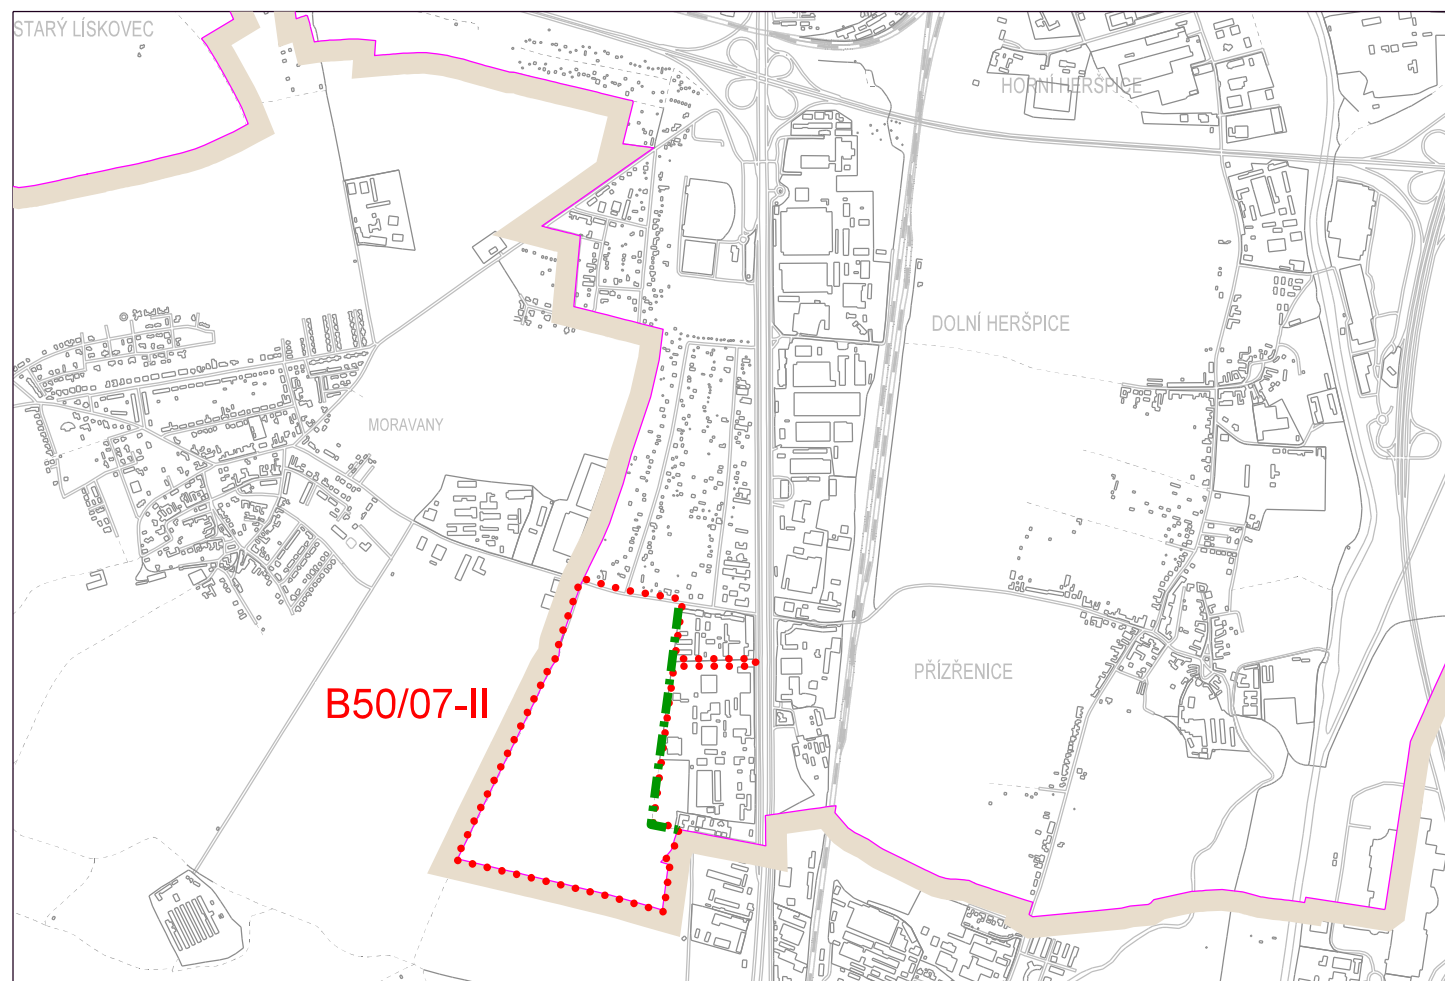 STARÝ LÍSKOVEC
HORNÍ HERŠPICE
DOLNÍ HERŠPICE
MORAVANY
PŘÍZŘENICE
B50/07-II